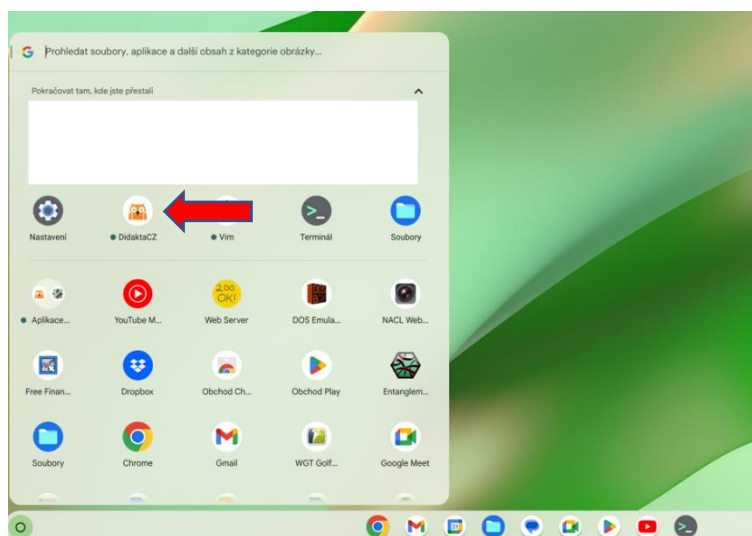 Prohledat soubory, aplikace a další obsah z kategorie obrázky...
Pokračovat tam, kde jste přestali
Nastavení
DidaktaCZ
Vim
Terminál
Soubory
Aplikace...
YouTube M...
Web Server
DOS Emula...
NACL Web...
Free Finan...
Dropbox
Obchod Ch...
Obchod Play
Entanglem...
Soubory
Chrome
Gmail
WGT Golf...
Google Meet
200
OK!